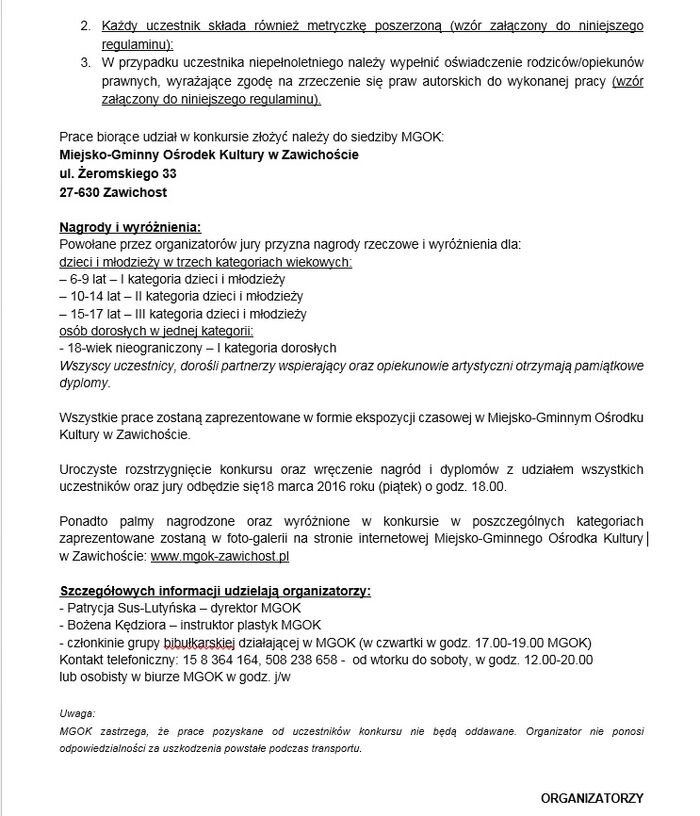 2. Każdy uczestnik składa również metryczkę poszerzoną (wzór załączony do niniejszego
regulaminu);
3. W przypadku uczestnika niepełnoletniego należy wypełnić oświadczenie rodziców/opiekunów
prawnych, wyrażające zgodę na zrzeczenie się praw autorskich do wykonanej pracy (wzór
załączony do niniejszego regulaminu).
Prace biorące udział w konkursie złożyć należy do siedziby MGOK:
Miejsko-Gminny Ośrodek Kultury w Zawichoście
ul. Żeromskiego 33
27-630 Zawichost
Nagrody i wyróżnienia:
Powołane przez organizatorów jury przyzna nagrody rzeczowe i wyróżnienia dla:
dzieci i młodzieży w trzech kategoriach wiekowych:
– 6-9 lat – I kategoria dzieci i młodzieży
– 10-14 lat – II kategoria dzieci i młodzieży
– 15-17 lat – III kategoria dzieci i młodzieży
osób dorosłych w jednej kategorii:
- 18-wiek nieograniczony – I kategoria dorosłych
Wszyscy uczestnicy, dorośli partnerzy wspierający oraz opiekunowie artystyczni otrzymają pamiątkowe
dyplomy.
Wszystkie prace zostaną zaprezentowane w formie ekspozycji czasowej w Miejsko-Gminnym Ośrodku
Kultury w Zawichoście.
Uroczyste rozstrzygnięcie konkursu oraz wręczenie nagród i dyplomów z udziałem wszystkich
uczestników oraz jury odbędzie się18 marca 2016 roku (piątek) o godz. 18.00.
Ponadto palmy nagrodzone oraz wyróżnione w konkursie w poszczególnych kategoriach
zaprezentowane zostaną w foto-galerii na stronie internetowej Miejsko-Gminnego Ośrodka Kultury
w Zawichoście: www.mgok-zawichost.pl
Szczegółowych informacji udzielają organizatorzy:
- Patrycja Sus-Lutyńska – dyrektor MGOK
- Bożena Kędziora – instruktor plastyk MGOK
- członkinie grupy bibułkarskiej działającej w MGOK (w czwartki w godz. 17.00-19.00 MGOK)
Kontakt telefoniczny: 15 8 364 164, 508 238 658 - od wtorku do soboty, w godz. 12.00-20.00
lub osobisty w biurze MGOK w godz. j/w
Uwaga:
MGOK zastrzega, że prace pozyskane od uczestników konkursu nie będą oddawane. Organizator nie ponosi
odpowiedzialności za uszkodzenia powstałe podczas transportu.
ORGANIZATORZY